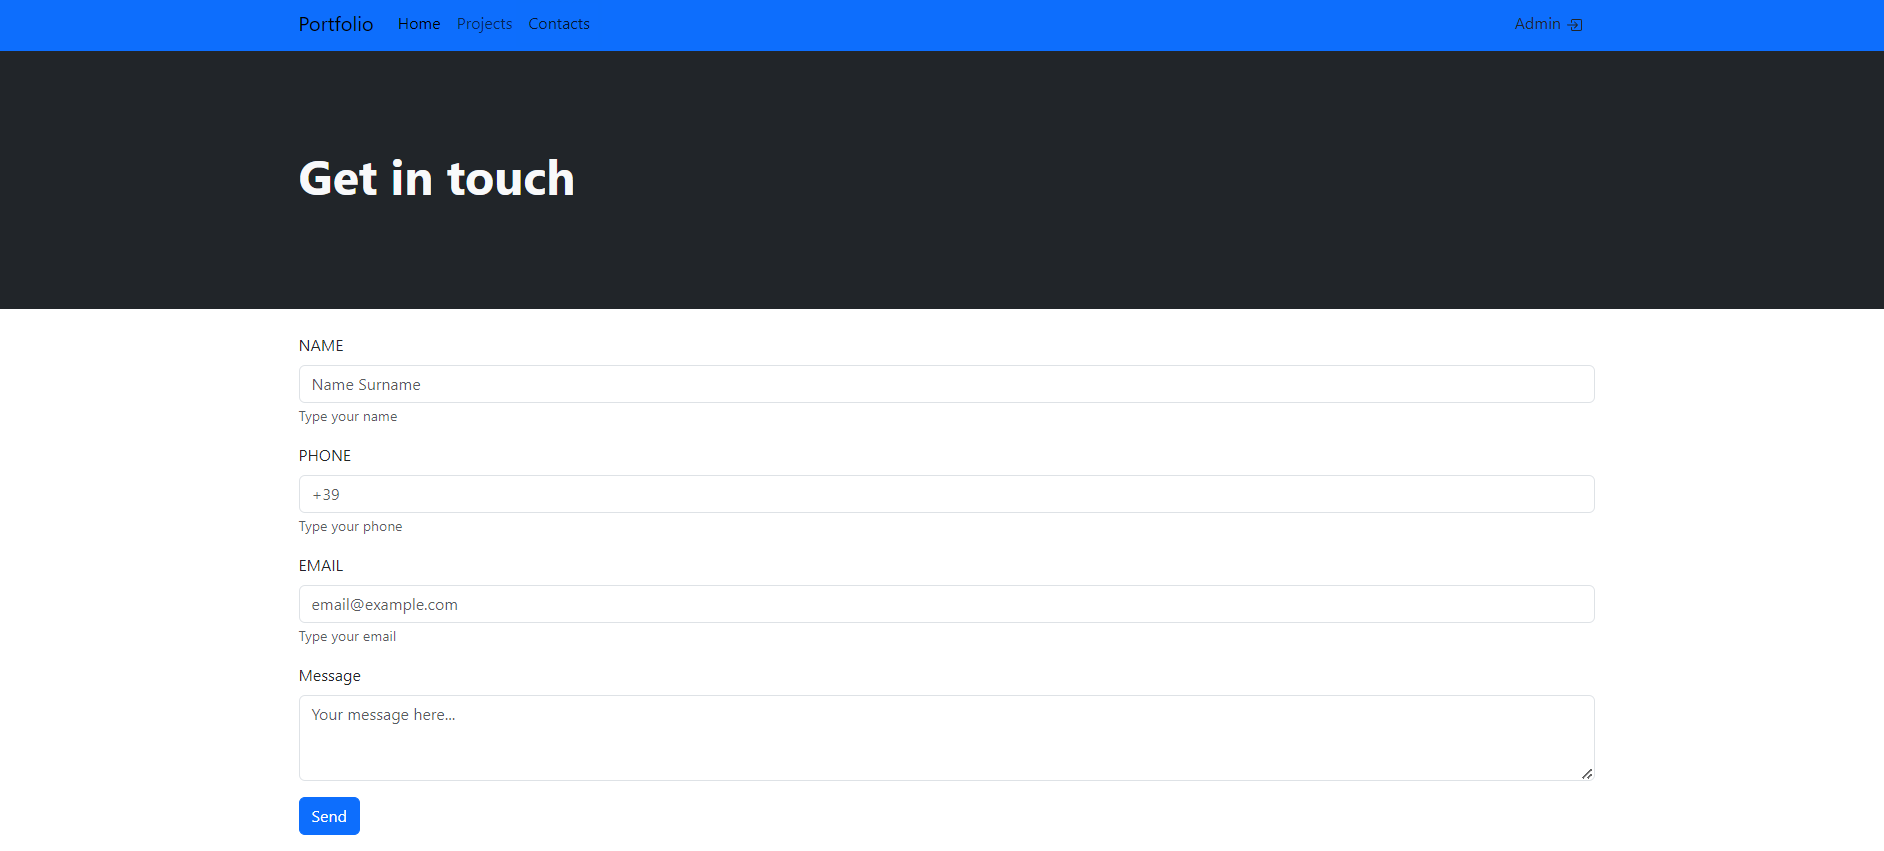 Portfolio Home Projects Contacts Admin
Get in touch
NAME
Name Surname
Type your name
PHONE
+39
Type your phone
EMAIL
email@example.com
Type your email
Message
Your message here...
Send